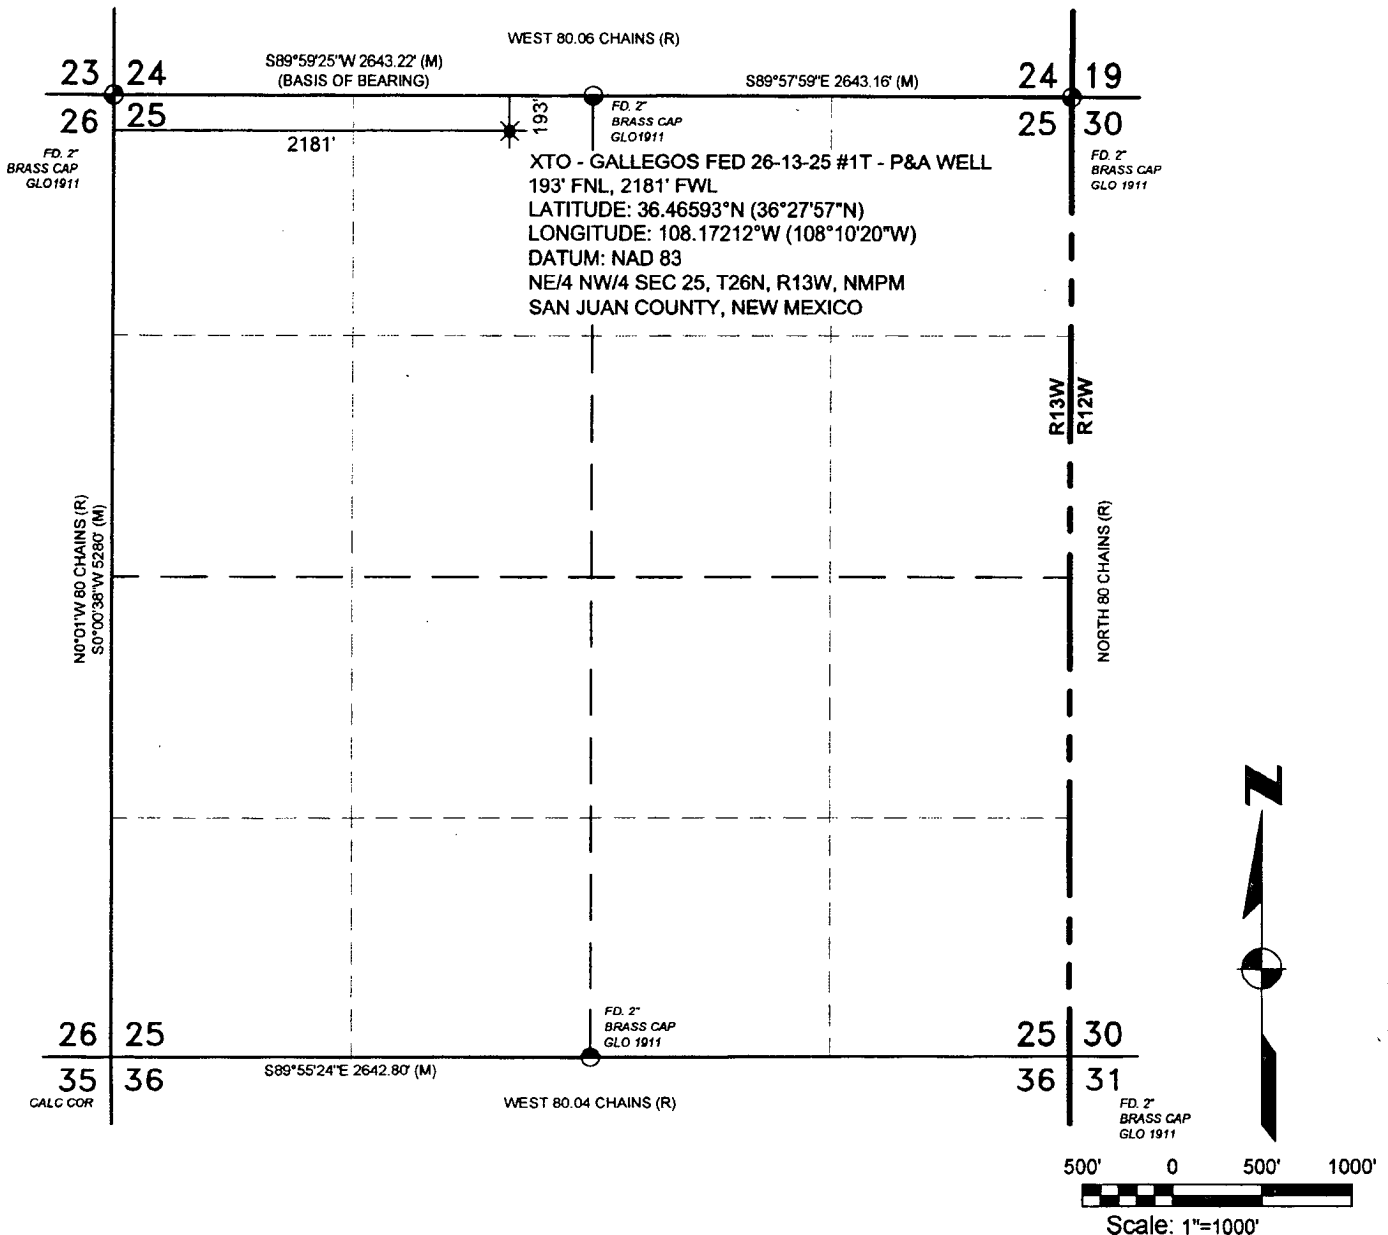 WEST 80.06 CHAINS (R)
S89°59'25"W 2643.22' (M)
(BASIS OF BEARING)
S89°57'59"E 2643.16' (M)
23 24
24 19
26 25
25 30
FD. 2"
BRASS CAP
GLO1911
2181'
193'
FD. 2"
BRASS CAP
GLO1911
FD. 2"
BRASS CAP
GLO 1911
XTO - GALLEGOS FED 26-13-25 #1T - P&A WELL
193' FNL, 2181' FWL
LATITUDE: 36.46593°N (36°27'57"N)
LONGITUDE: 108.17212°W (108°10'20"W)
DATUM: NAD 83
NE/4 NW/4 SEC 25, T26N, R13W, NMPM
SAN JUAN COUNTY, NEW MEXICO
R13W
R12W
N0°01'W 80 CHAINS (R)
S0°00'38"W 5280' (M)
NORTH 80 CHAINS (R)
N
FD. 2"
BRASS CAP
GLO 1911
26 25
25 30
35 36
36 31
CALC COR
S89°55'24"E 2642.80' (M)
WEST 80.04 CHAINS (R)
FD. 2"
BRASS CAP
GLO 1911
500' 0 500' 1000'
Scale: 1"=1000'